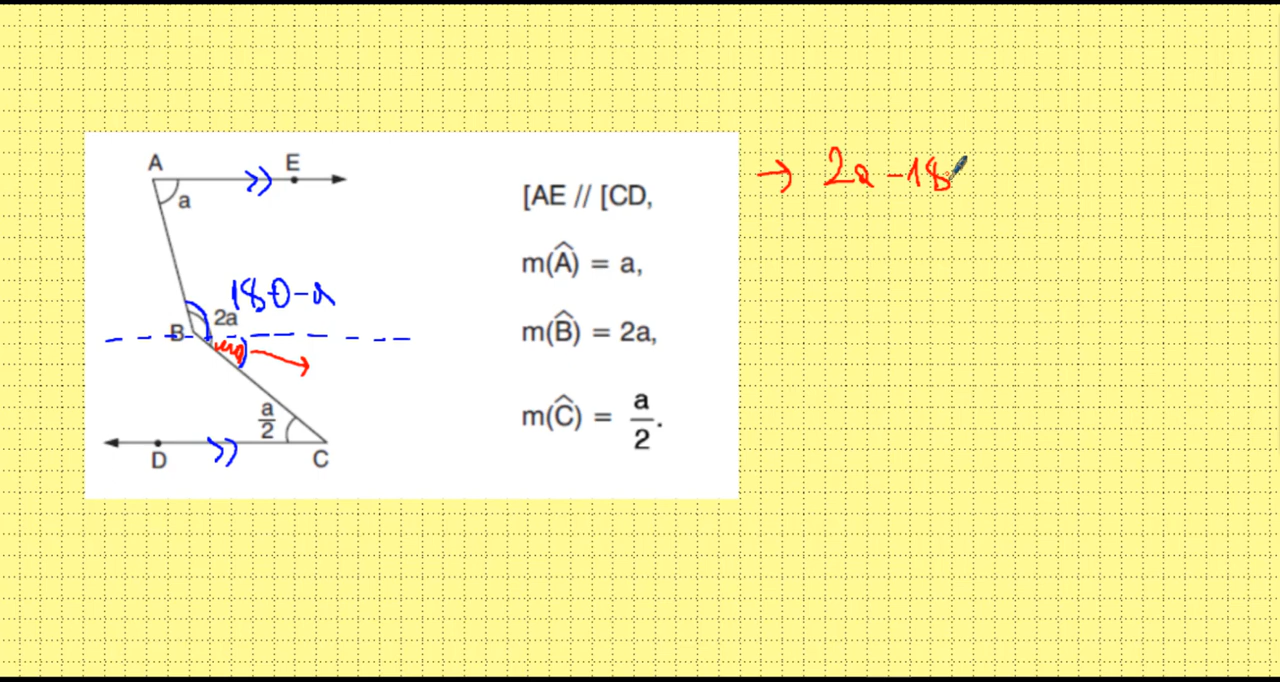 A E
a
180-a
2a
B
a
2
D C
[AE // [CD,
m(Â) = a,
m(B̂) = 2a,
m(Ĉ) = a/2.
→ 2a - 18